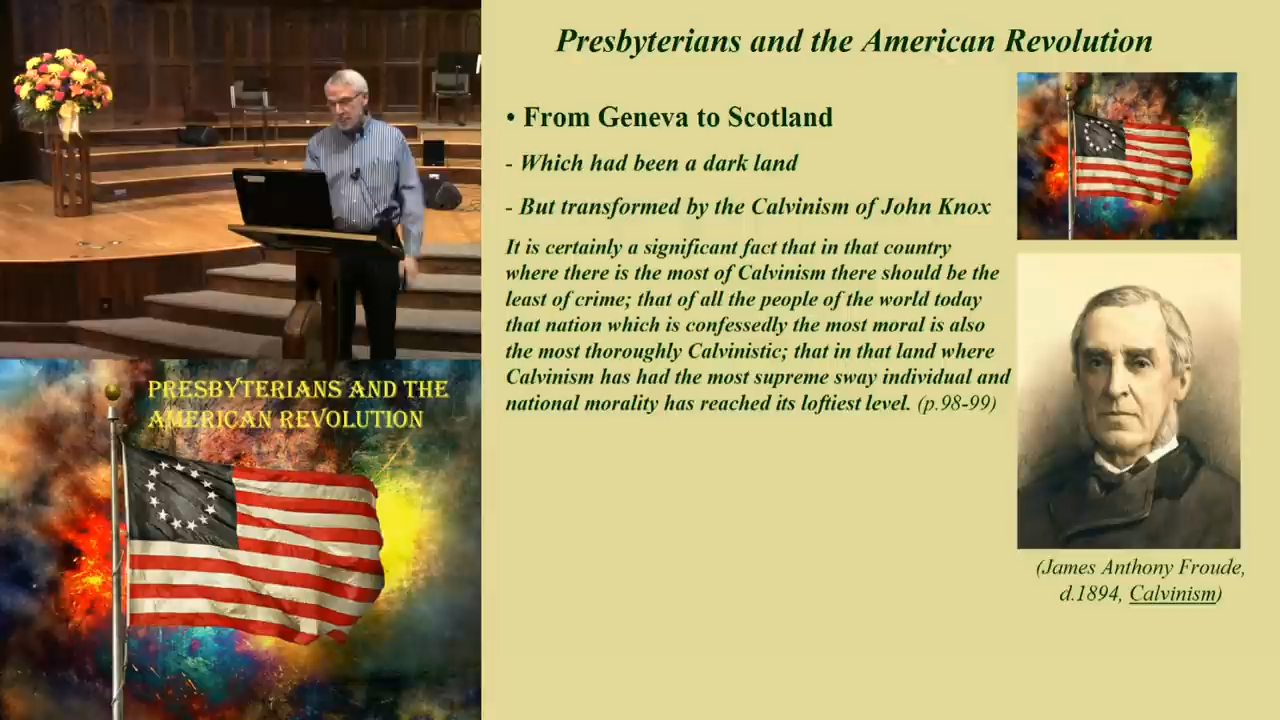 Presbyterians and the American Revolution
• From Geneva to Scotland
- Which had been a dark land
- But transformed by the Calvinism of John Knox
It is certainly a significant fact that in that country
where there is the most of Calvinism there should be the
least of crime; that of all the people of the world today
that nation which is confessedly the most moral is also
the most thoroughly Calvinistic; that in that land where
Calvinism has had the most supreme sway individual and
national morality has reached its loftiest level. (p.98-99)
(James Anthony Froude,
d.1894, Calvinism)
PRESBYTERIANS AND THE
AMERICAN REVOLUTION